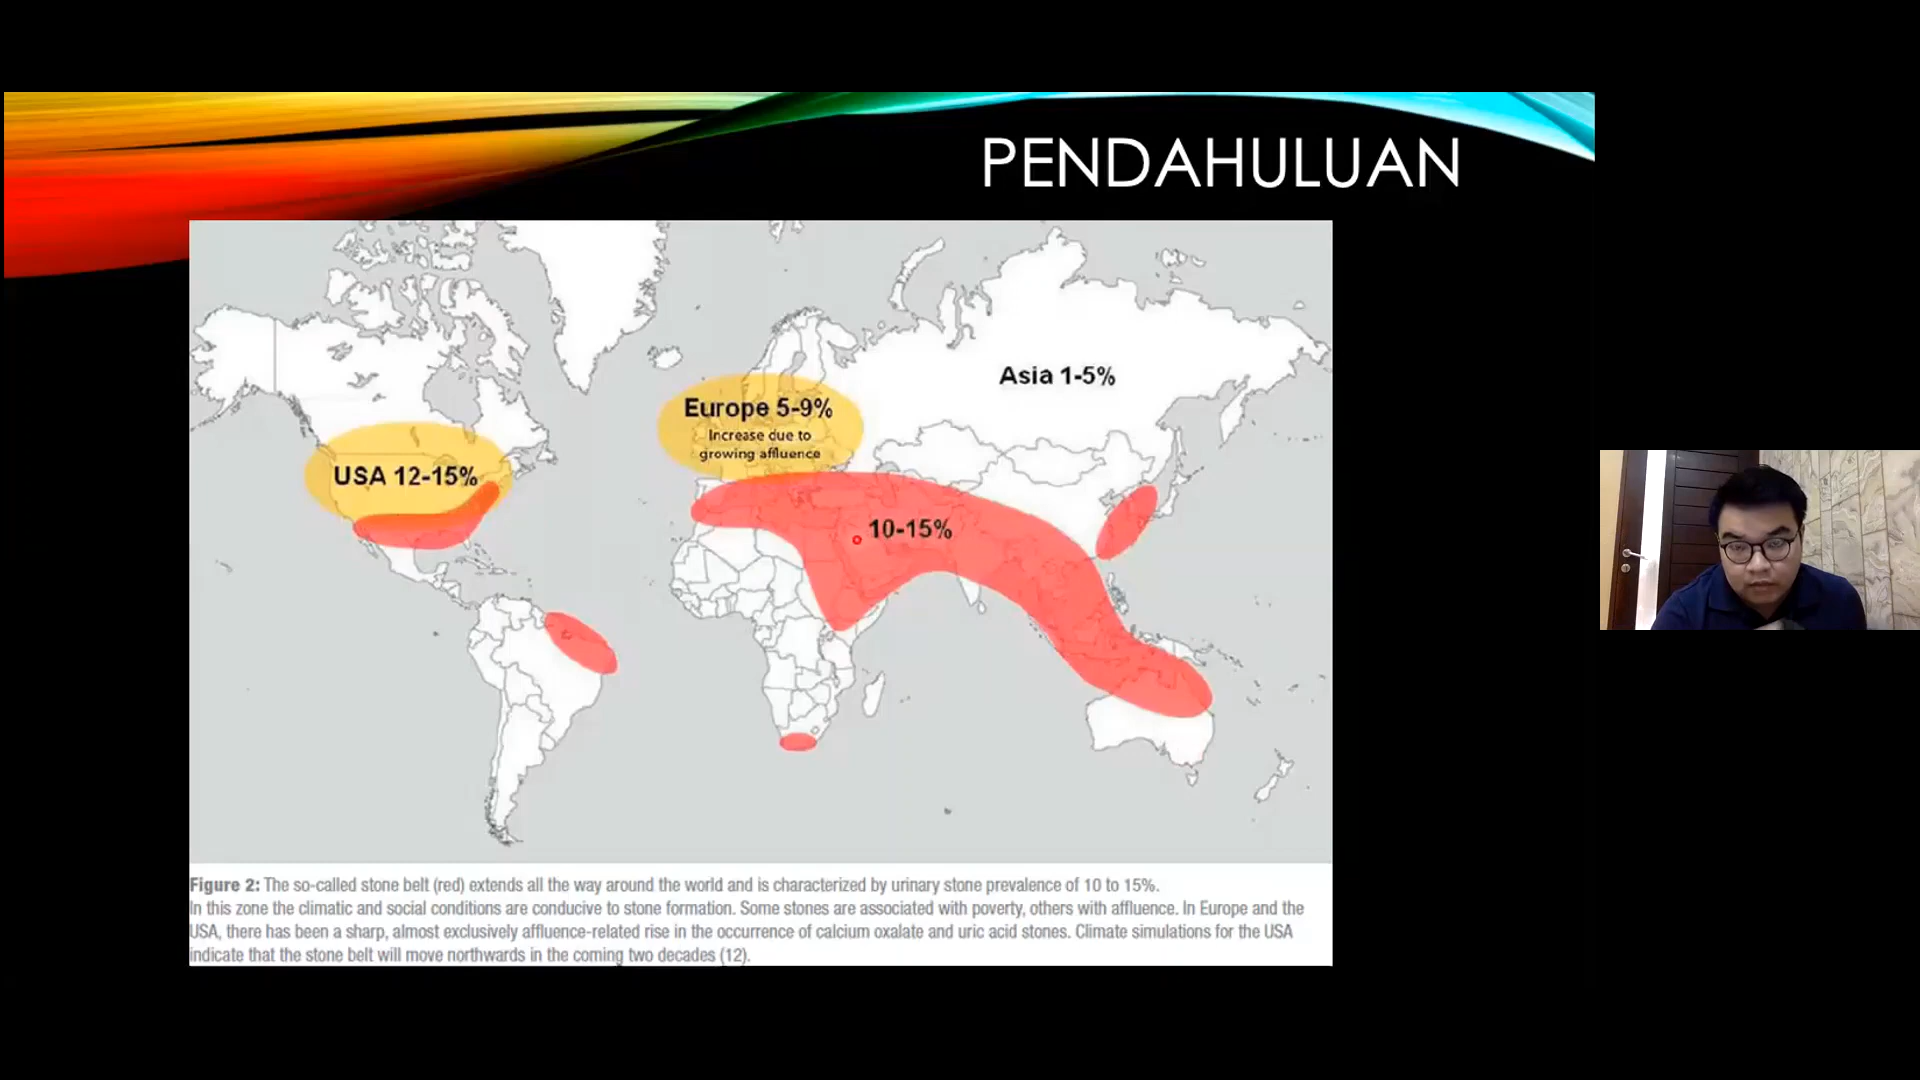 PENDAHULUAN
Asia 1-5%
Europe 5-9%
Increase due to
growing affluence
USA 12-15%
10-15%
Figure 2: The so-called stone belt (red) extends all the way around the world and is characterized by urinary stone prevalence of 10 to 15%.
In this zone the climatic and social conditions are conducive to stone formation. Some stones are associated with poverty, others with affluence. In Europe and the
USA, there has been a sharp, almost exclusively affluence-related rise in the occurrence of calcium oxalate and uric acid stones. Climate simulations for the USA
indicate that the stone belt will move northwards in the coming two decades (12).